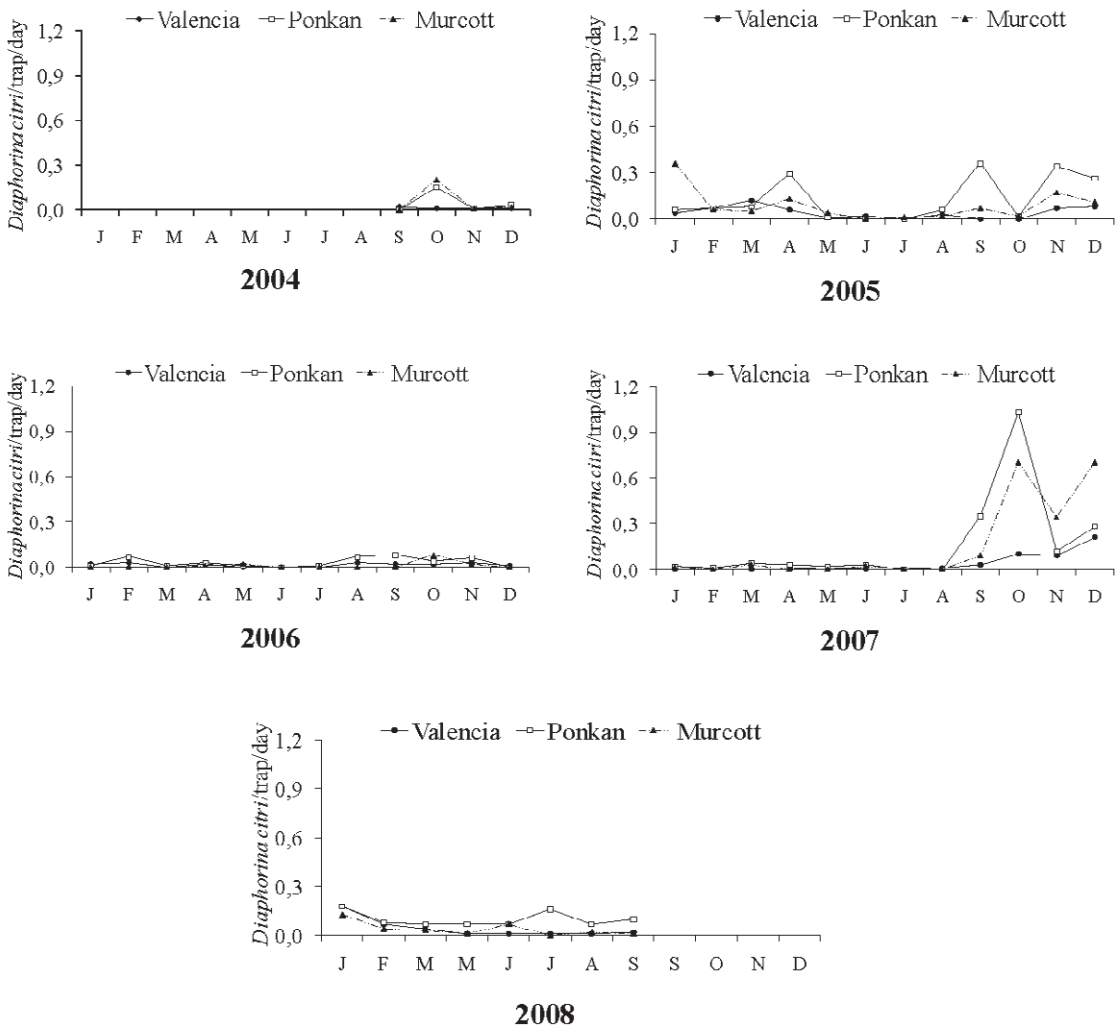 Valencia Ponkan Murcott
Diaphorina citri/trap/day
1,2
0,9
0,6
0,3
0,0
J F M A M J J A S O N D
2004
Valencia Ponkan Murcott
Diaphorina citri/trap/day
1,2
0,9
0,6
0,3
0,0
J F M A M J J A S O N D
2005
Valencia Ponkan Murcott
Diaphorina citri/trap/day
1,2
0,9
0,6
0,3
0,0
J F M A M J J A S O N D
2006
Valencia Ponkan Murcott
Diaphorina citri/trap/day
1,2
0,9
0,6
0,3
0,0
J F M A M J J A S O N D
2007
Valencia Ponkan Murcott
Diaphorina citri/trap/day
1,2
0,9
0,6
0,3
0,0
J F M M J J A S S O N D
2008